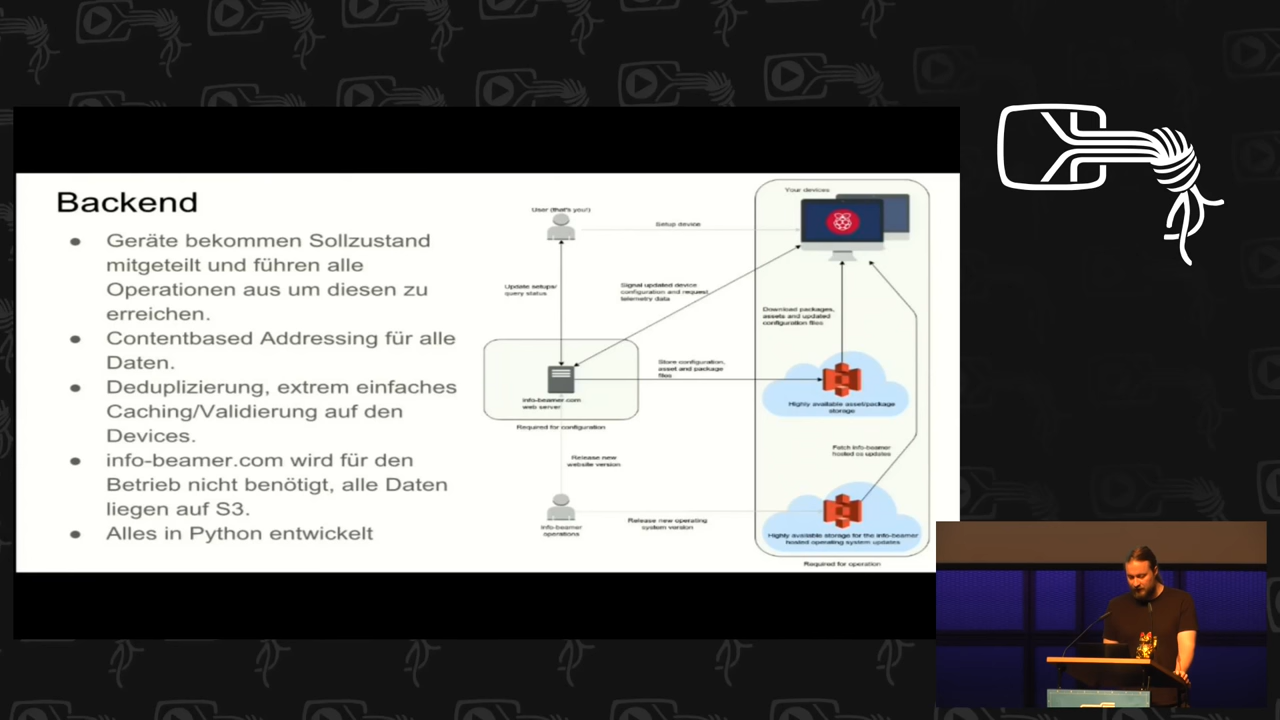 Backend
Geräte bekommen Sollzustand
mitgeteilt und führen alle
Operationen aus um diesen zu
erreichen.
Contentbased Addressing für alle
Daten.
Deduplizierung, extrem einfaches
Caching/Validierung auf den
Devices.
info-beamer.com wird für den
Betrieb nicht benötigt, alle Daten
liegen auf S3.
Alles in Python entwickelt
User (that's you!)
Setup device
Your devices
Update setups/
query status
Signal updated device
configuration and request
telemetry data
Download packages,
assets and updated
configuration files
Store configuration,
asset and package
files
info-beamer.com
web server
Required for configuration
Highly available asset/package
storage
Release new
website version
Fetch info-beamer
hosted os updates
info-beamer
operations
Release new operating
system version
Highly available storage for the info-beamer
hosted operating system updates
Required for operation